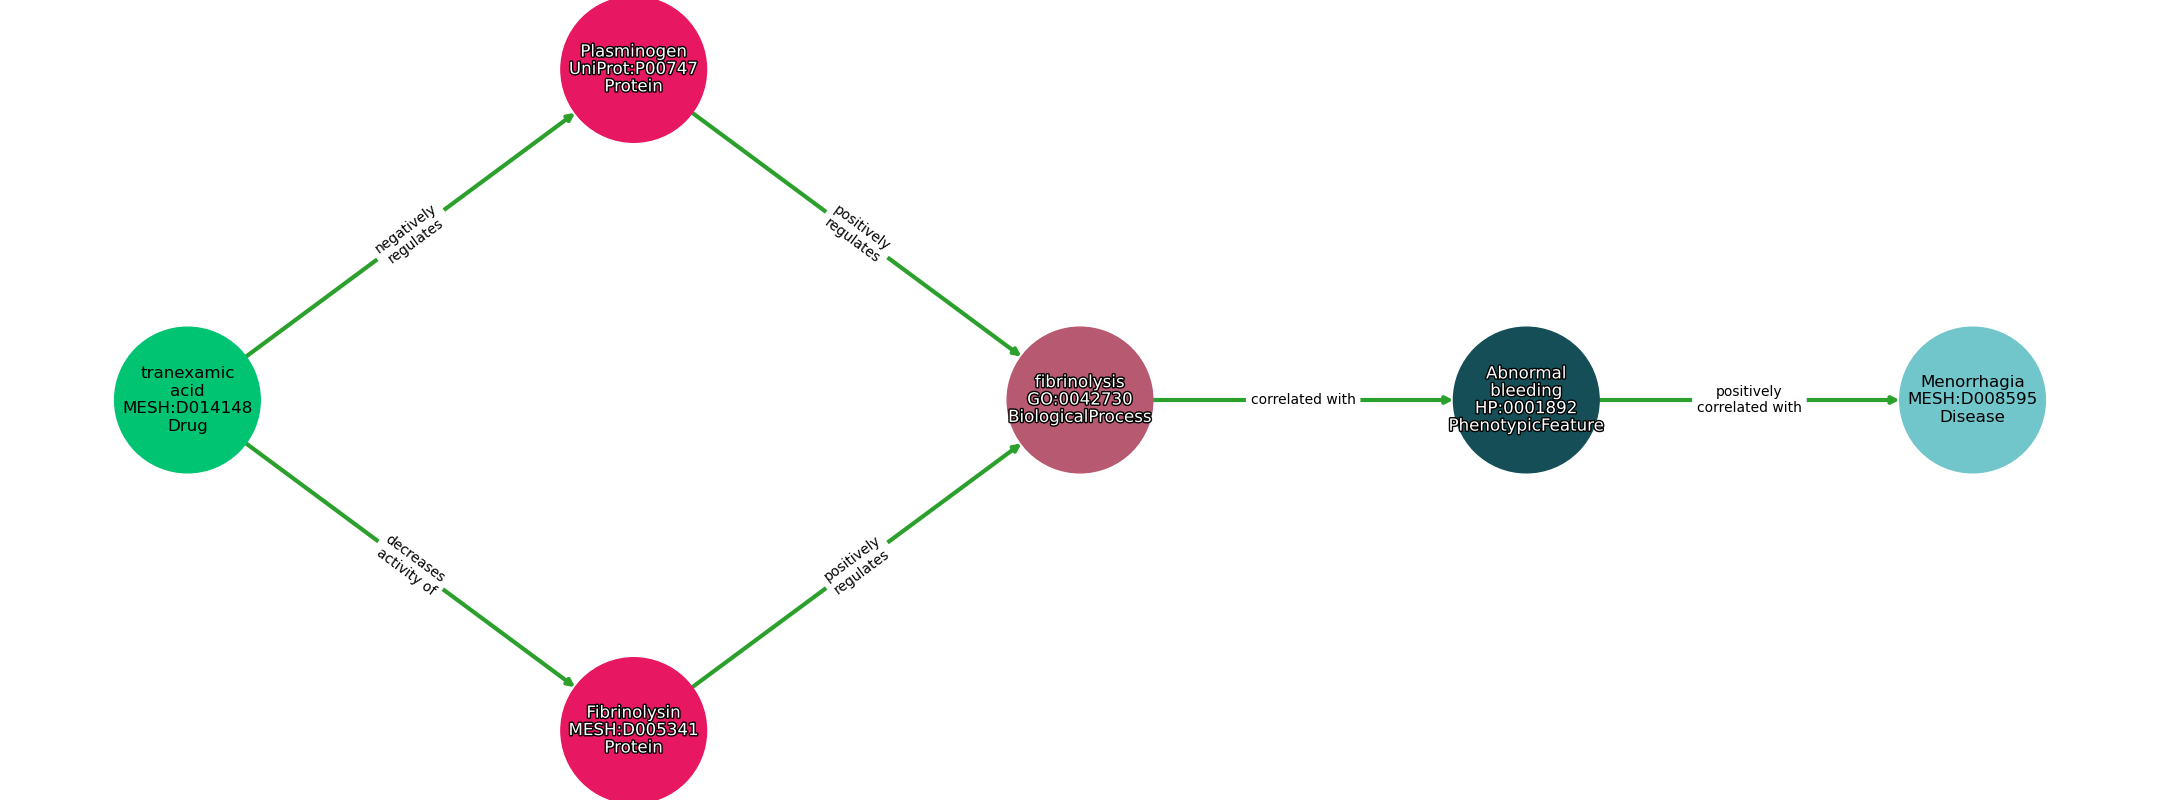 Plasminogen
UniProt:P00747
Protein
negatively
regulates
positively
regulates
tranexamic
acid
MESH:D014148
Drug
fibrinolysis
GO:0042730
BiologicalProcess
correlated with
Abnormal
bleeding
HP:0001892
PhenotypicFeature
positively
correlated with
Menorrhagia
MESH:D008595
Disease
decreases
activity of
positively
regulates
Fibrinolysin
MESH:D005341
Protein